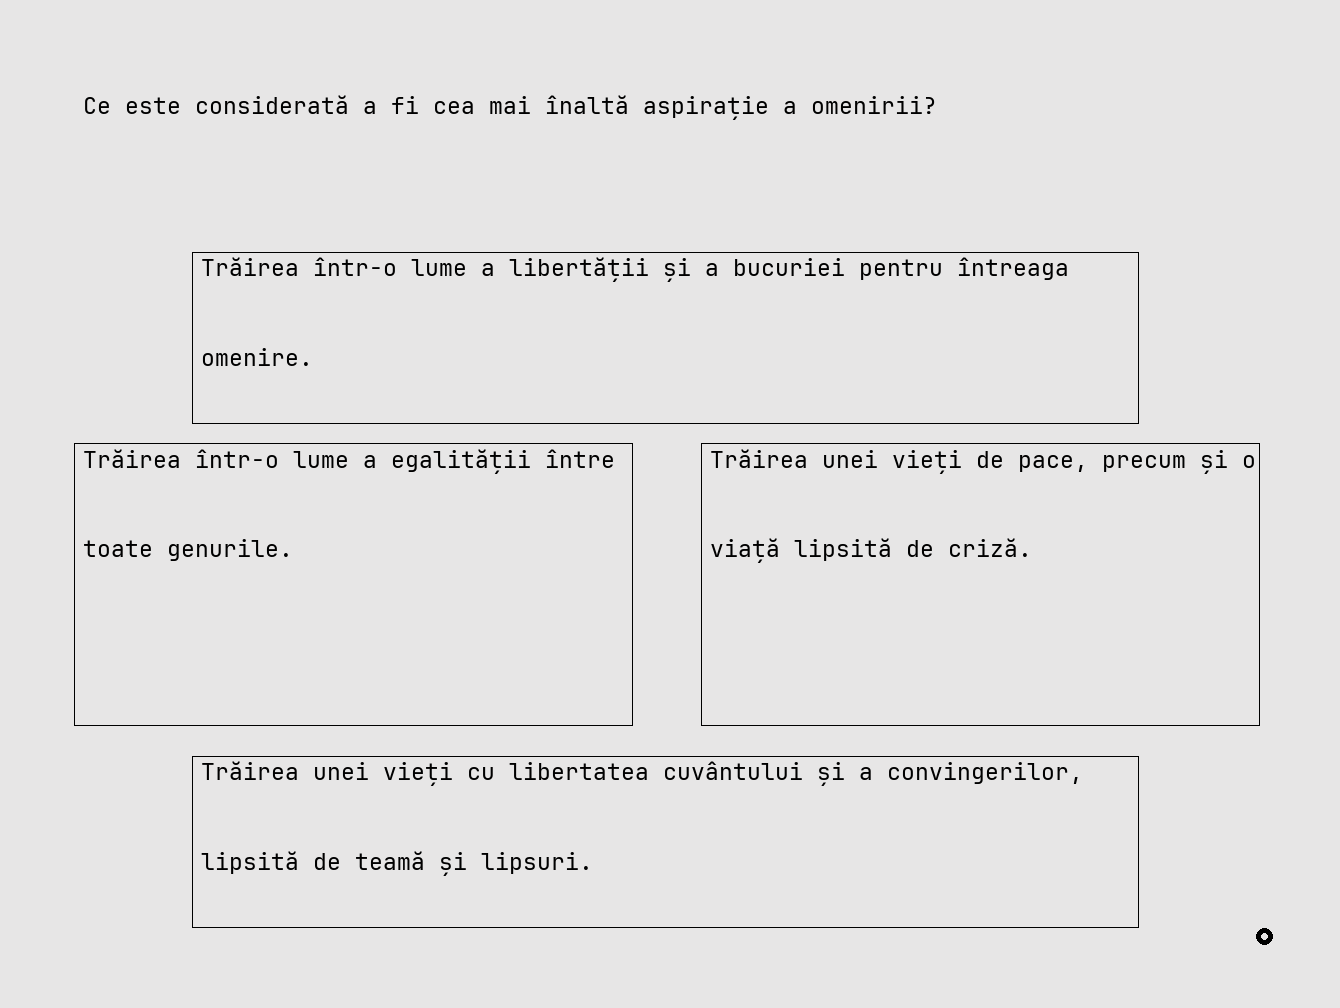 Ce este considerată a fi cea mai înaltă aspirație a omenirii?
Trăirea într-o lume a libertății și a bucuriei pentru întreaga
omenire.
Trăirea într-o lume a egalității între
toate genurile.
Trăirea unei vieți de pace, precum și o
viață lipsită de criză.
Trăirea unei vieți cu libertatea cuvântului și a convingerilor,
lipsită de teamă și lipsuri.